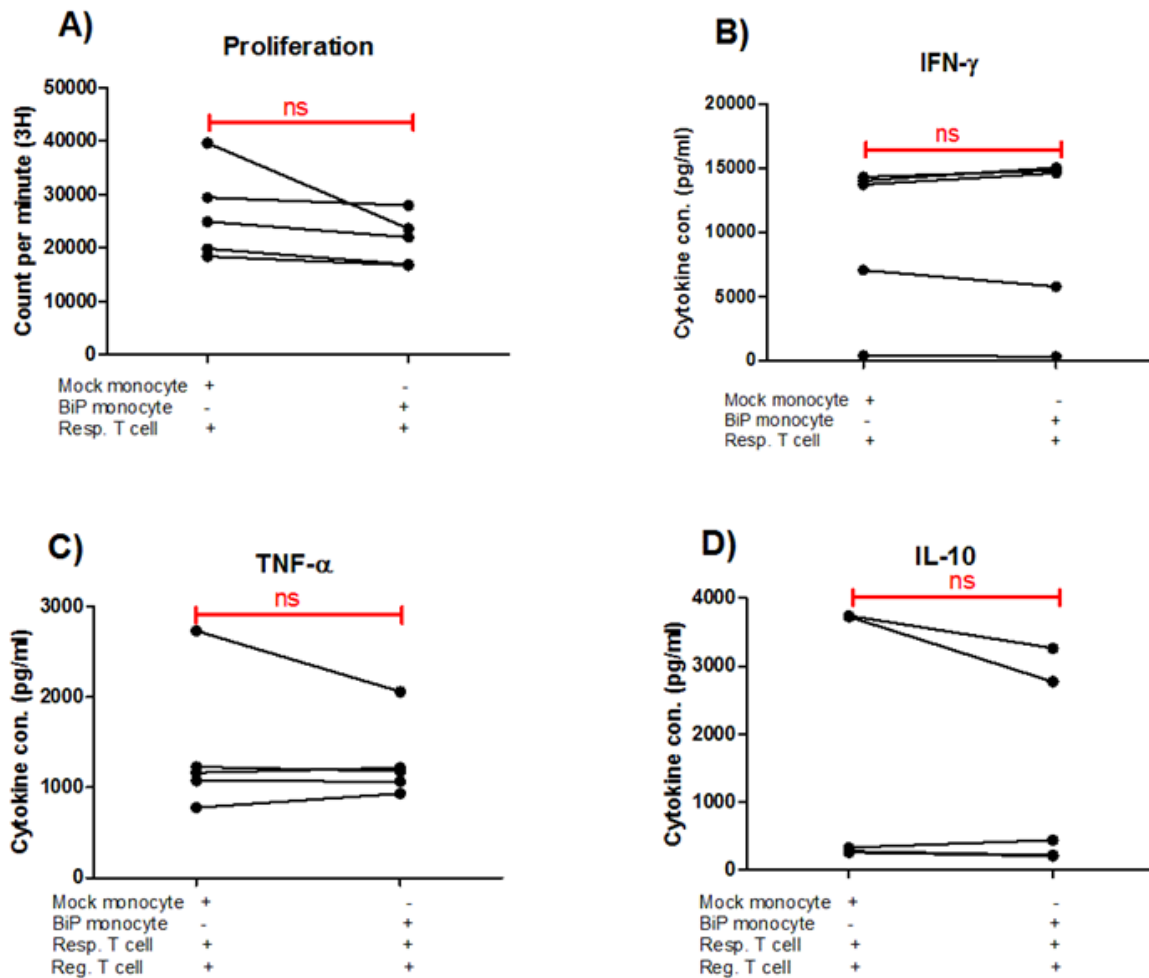 A)
Proliferation
ns
Count per minute (3H)
50000
40000
30000
20000
10000
0
Mock monocyte + -
BiP monocyte - +
Resp. T cell + +
B)
IFN-γ
ns
Cytokine con. (pg/ml)
20000
15000
10000
5000
0
Mock monocyte + -
BiP monocyte - +
Resp. T cell + +
C)
TNF-α
ns
Cytokine con. (pg/ml)
3000
2000
1000
0
Mock monocyte + -
BiP monocyte - +
Resp. T cell + +
Reg. T cell + +
D)
IL-10
ns
Cytokine con. (pg/ml)
4000
3000
2000
1000
0
Mock monocyte + -
BiP monocyte - +
Resp. T cell + +
Reg. T cell + +